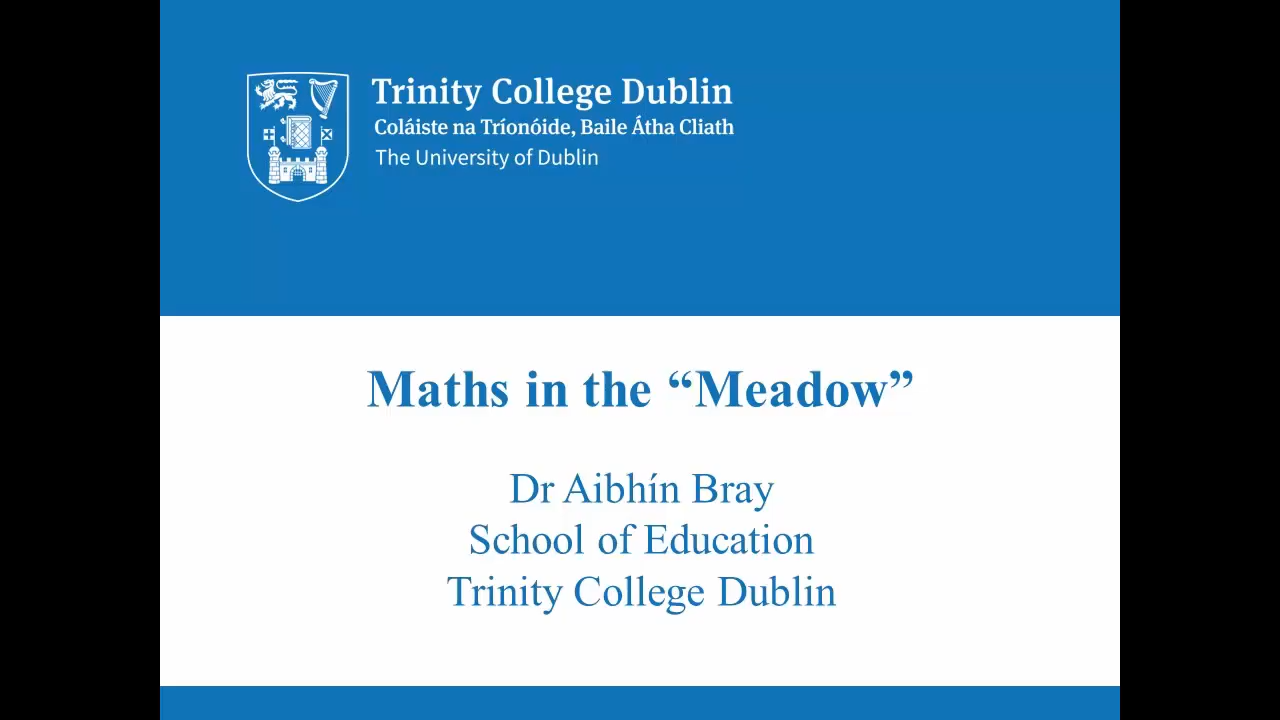 Trinity College Dublin
Coláiste na Tríonóide, Baile Átha Cliath
The University of Dublin
Maths in the “Meadow”
Dr Aibhín Bray
School of Education
Trinity College Dublin